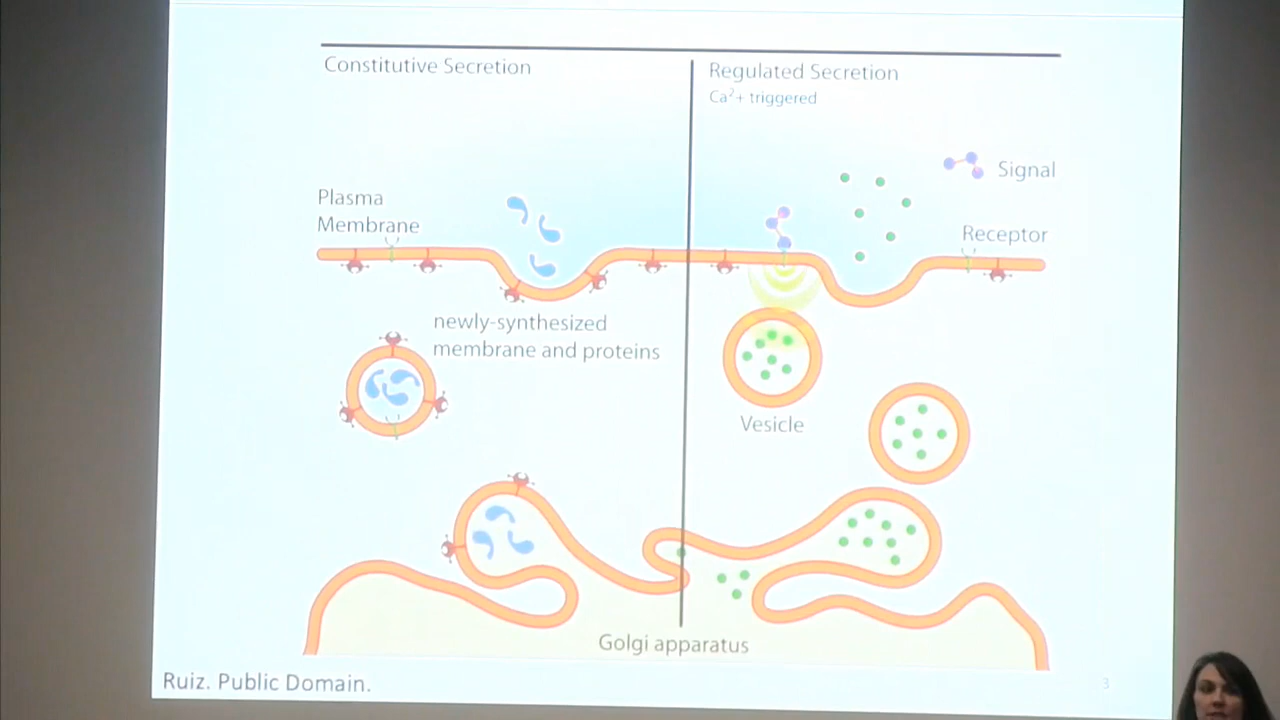 Constitutive Secretion
Regulated Secretion
Ca²+ triggered
Signal
Plasma
Membrane
Receptor
newly-synthesized
membrane and proteins
Vesicle
Golgi apparatus
Ruiz. Public Domain.
3